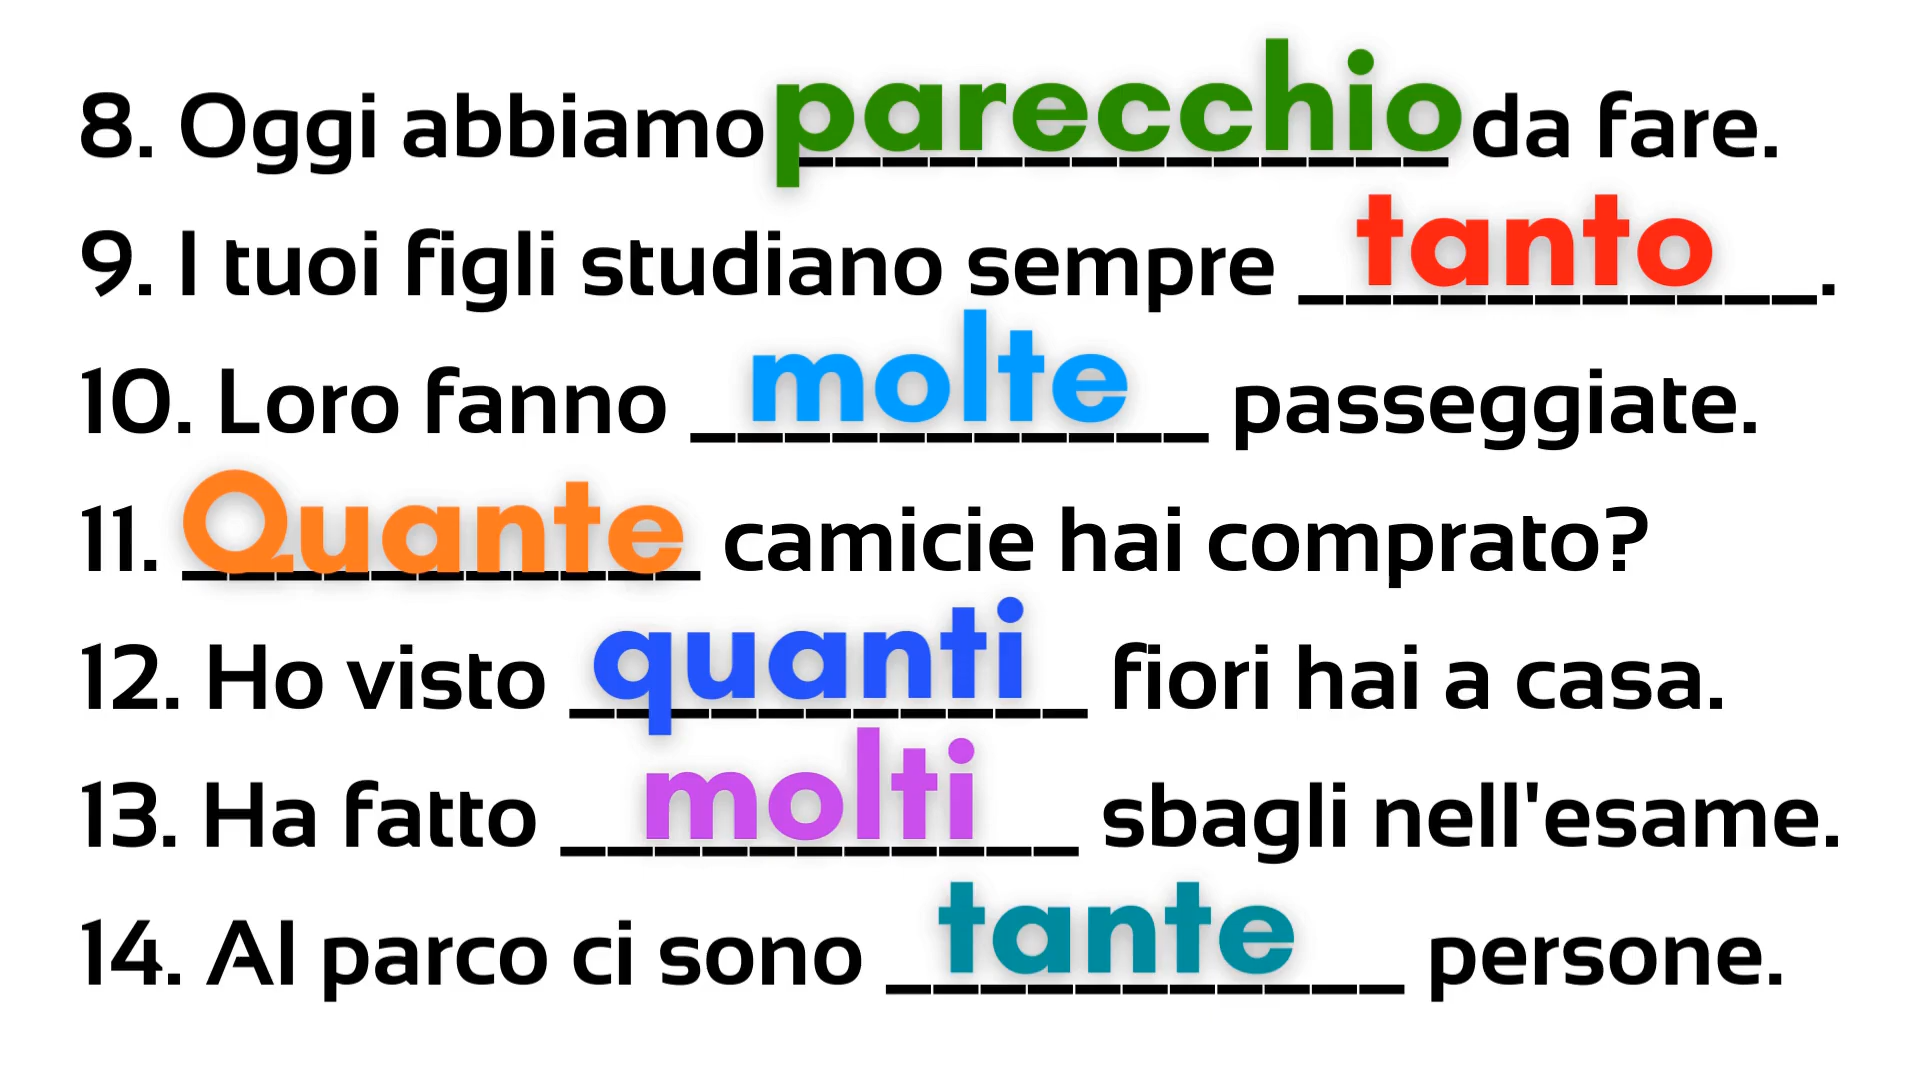 8. Oggi abbiamo parecchio da fare.
9. I tuoi figli studiano sempre tanto.
10. Loro fanno molte passeggiate.
11. Quante camicie hai comprato?
12. Ho visto quanti fiori hai a casa.
13. Ha fatto molti sbagli nell'esame.
14. Al parco ci sono tante persone.